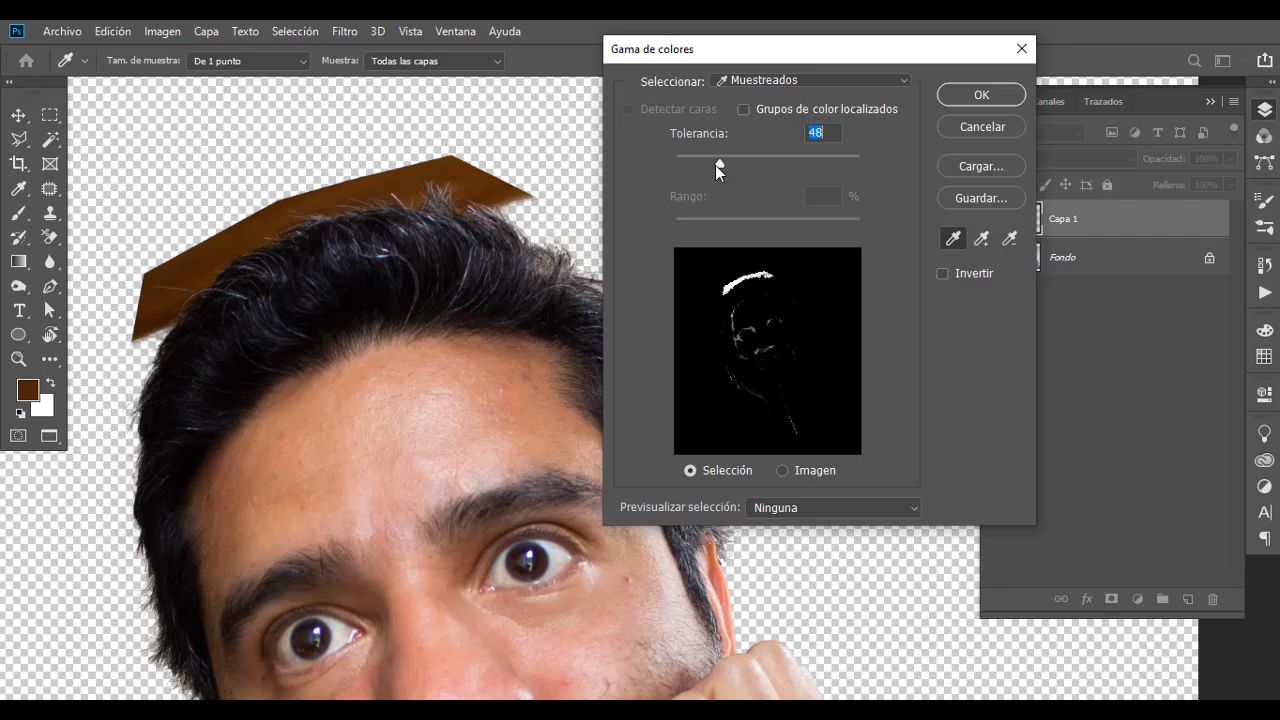 Ps Archivo Edición Imagen Capa Texto Selección Filtro 3D Vista Ventana Ayuda
Tam. de muestra: De 1 punto Muestra: Todas las capas
Gama de colores
Seleccionar: Muestreados
Detectar caras Grupos de color localizados
Tolerancia: 48
Rango: %
Selección Imagen
Previsualizar selección: Ninguna
OK
Cancelar
Cargar...
Guardar...
Invertir
anales Trazados
Opacidad: 100%
Relleno: 100%
Capa 1
Fondo